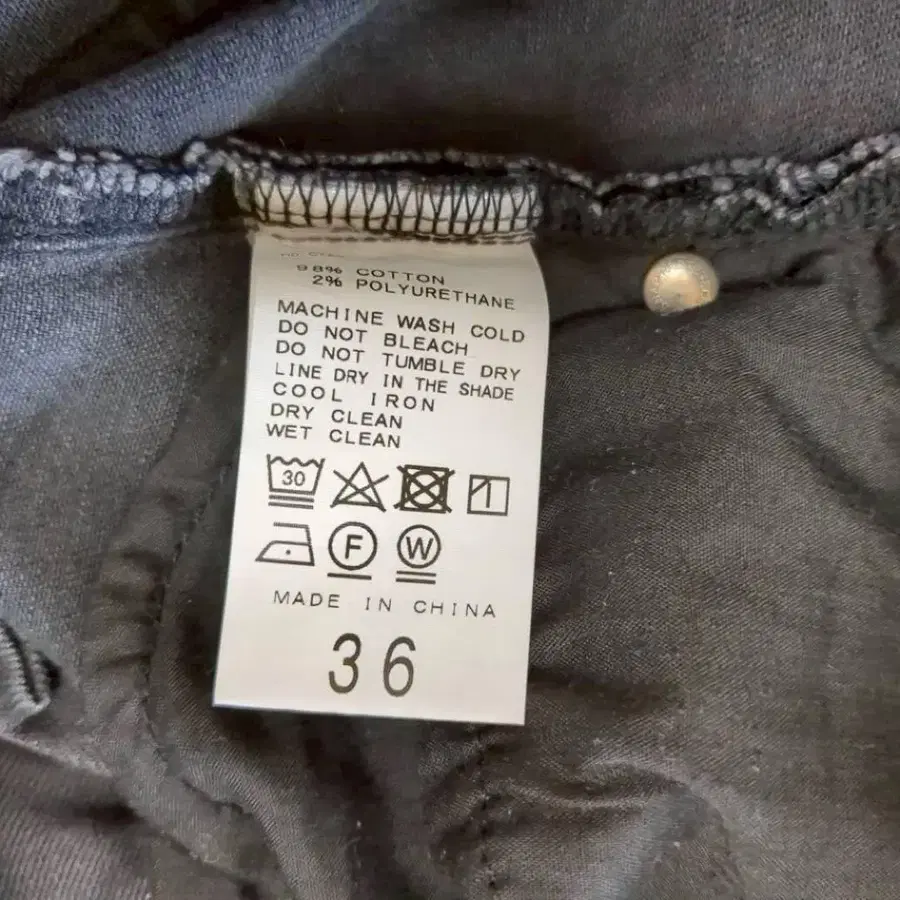 98% COTTON
2% POLYURETHANE
MACHINE WASH COLD
DO NOT BLEACH
DO NOT TUMBLE DRY
LINE DRY IN THE SHADE
COOL IRON
DRY CLEAN
WET CLEAN
30
F W
MADE IN CHINA
36